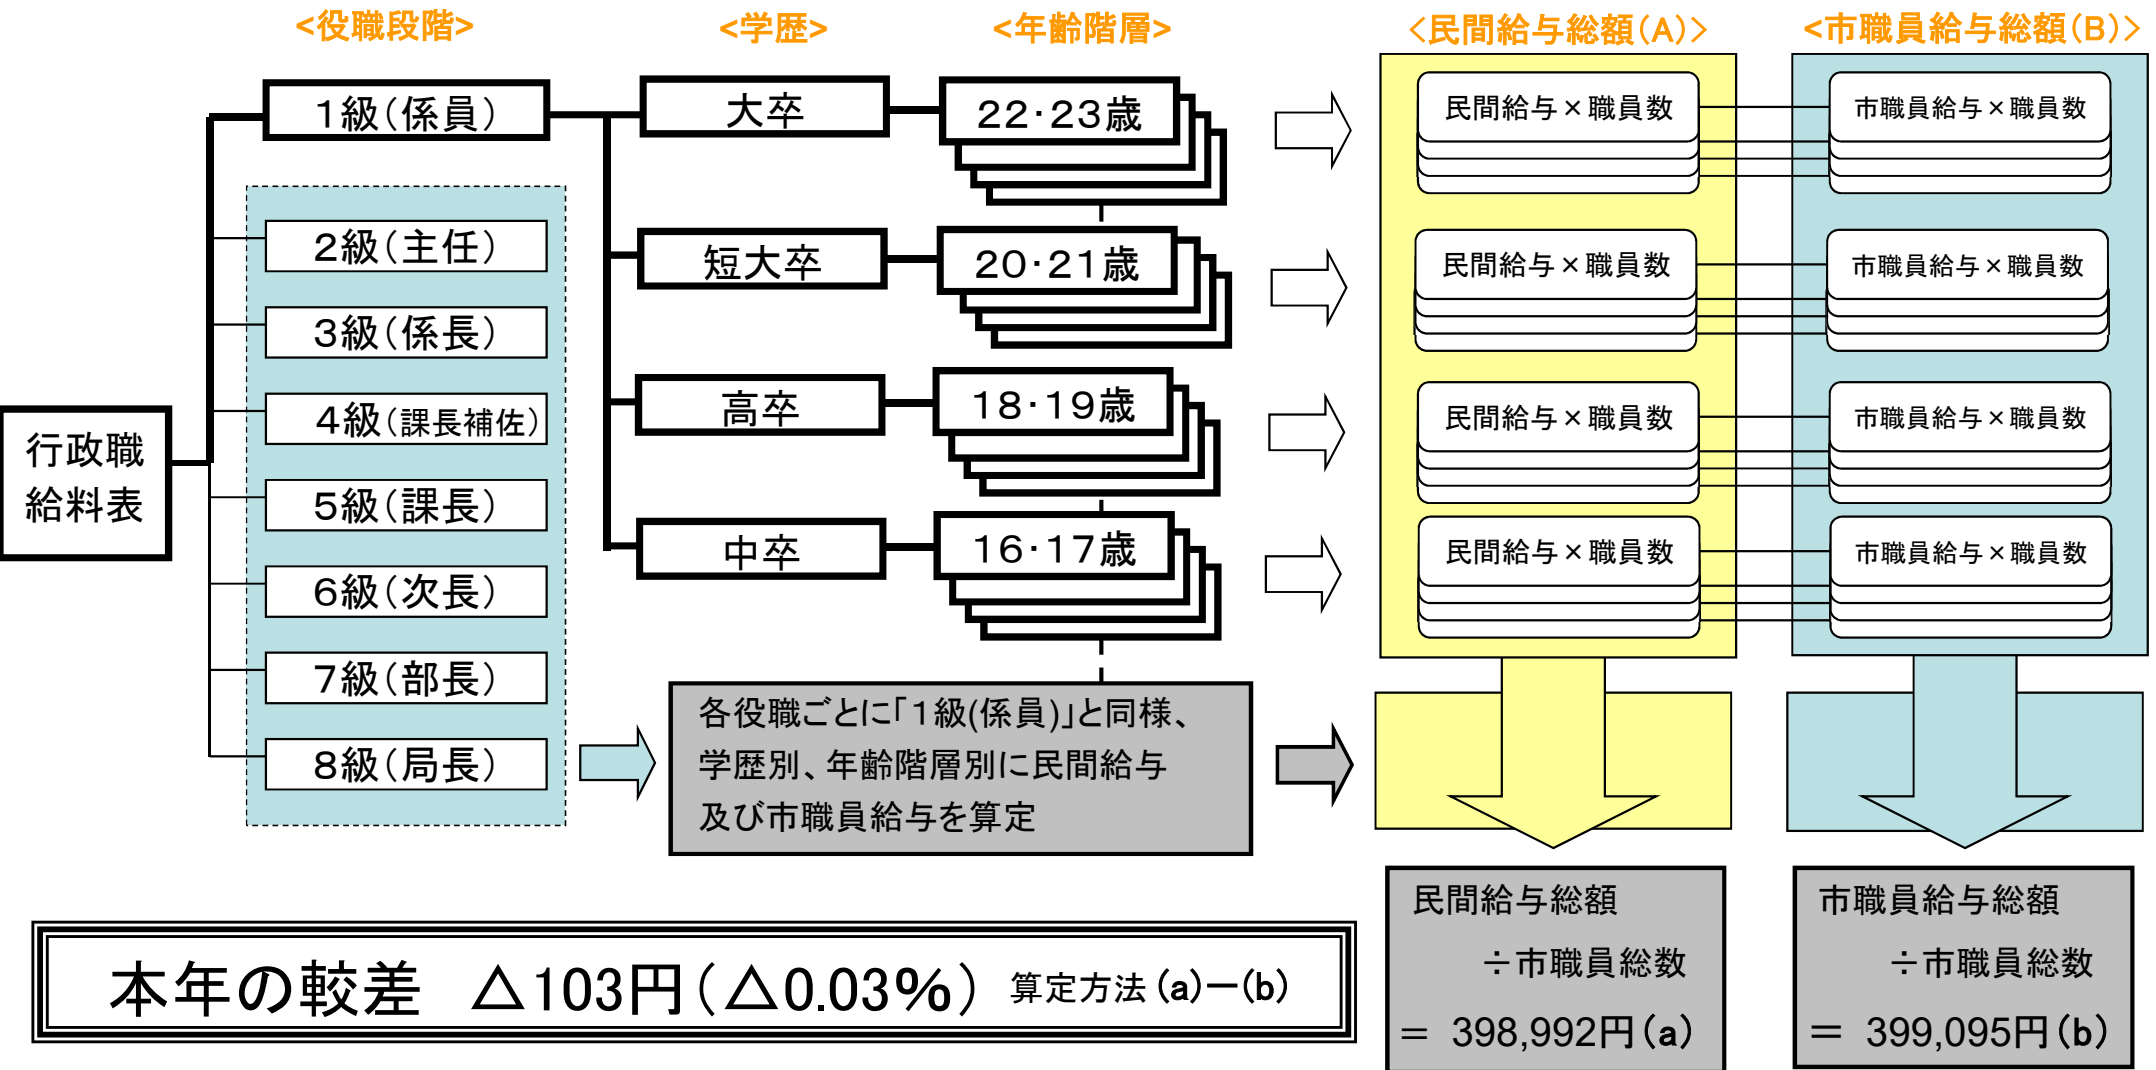 <役職段階>
<学歴>
<年齢階層>
<民間給与総額(A)>
<市職員給与総額(B)>
行政職
給料表
1級(係員)
2級(主任)
3級(係長)
4級(課長補佐)
5級(課長)
6級(次長)
7級(部長)
8級(局長)
大卒
22・23歳
民間給与×職員数
市職員給与×職員数
短大卒
20・21歳
民間給与×職員数
市職員給与×職員数
高卒
18・19歳
民間給与×職員数
市職員給与×職員数
中卒
16・17歳
民間給与×職員数
市職員給与×職員数
各役職ごとに「1級(係員)」と同様、
学歴別、年齢階層別に民間給与
及び市職員給与を算定
民間給与総額
÷市職員総数
= 398,992円(a)
市職員給与総額
÷市職員総数
= 399,095円(b)
本年の較差 △103円(△0.03%) 算定方法(a)-(b)